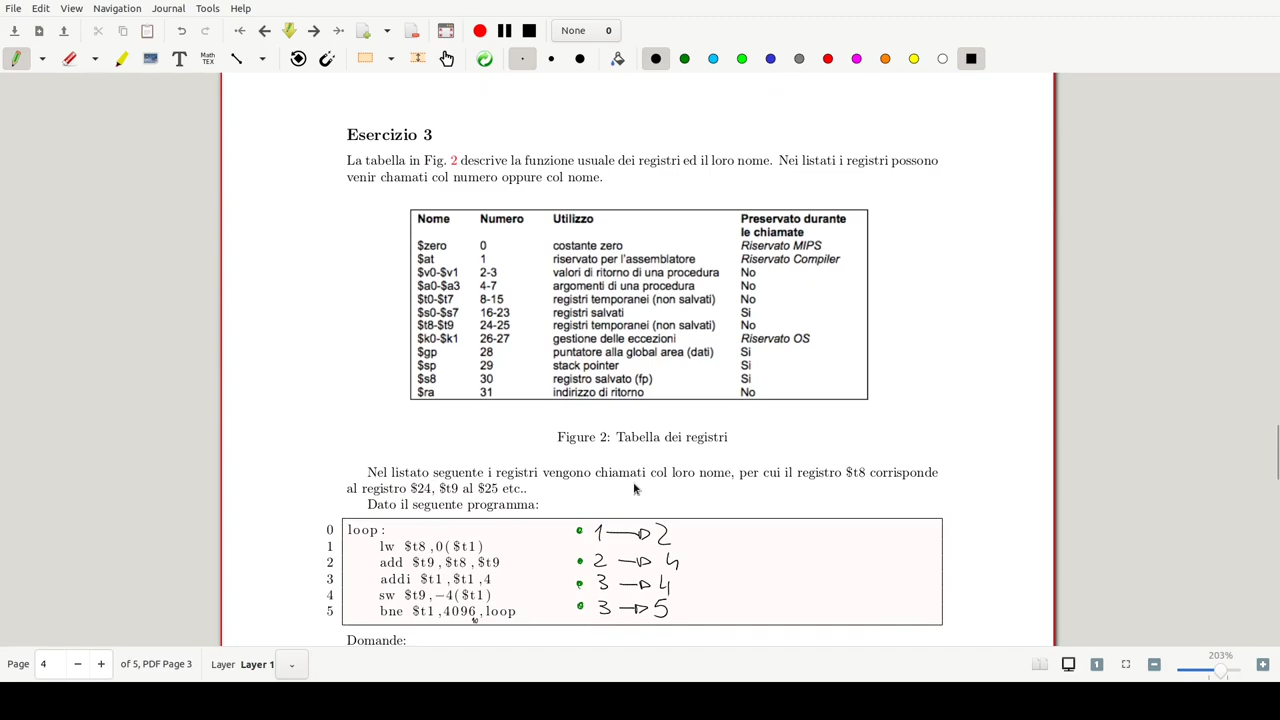 File Edit View Navigation Journal Tools Help
None 0
T Math TEX
Esercizio 3
La tabella in Fig. 2 descrive la funzione usuale dei registri ed il loro nome. Nei listati i registri possono
venir chiamati col numero oppure col nome.
Nome Numero Utilizzo Preservato durante
le chiamate
$zero 0 costante zero Riservato MIPS
$at 1 riservato per l'assemblatore Riservato Compiler
$v0-$v1 2-3 valori di ritorno di una procedura No
$a0-$a3 4-7 argomenti di una procedura No
$t0-$t7 8-15 registri temporanei (non salvati) No
$s0-$s7 16-23 registri salvati Si
$t8-$t9 24-25 registri temporanei (non salvati) No
$k0-$k1 26-27 gestione delle eccezioni Riservato OS
$gp 28 puntatore alla global area (dati) Si
$sp 29 stack pointer Si
$s8 30 registro salvato (fp) Si
$ra 31 indirizzo di ritorno No
Figure 2: Tabella dei registri
Nel listato seguente i registri vengono chiamati col loro nome, per cui il registro $t8 corrisponde
al registro $24, $t9 al $25 etc..
Dato il seguente programma:
0 loop: 1 → 2
1 lw $t8,0($t1)
2 add $t9,$t8,$t9 2 → 4
3 addi $t1,$t1,4 3 → 4
4 sw $t9,-4($t1)
5 bne $t1,4096,loop 3 → 5
Domande:
Page 4 − + of 5, PDF Page 3 Layer Layer 1 1 203%